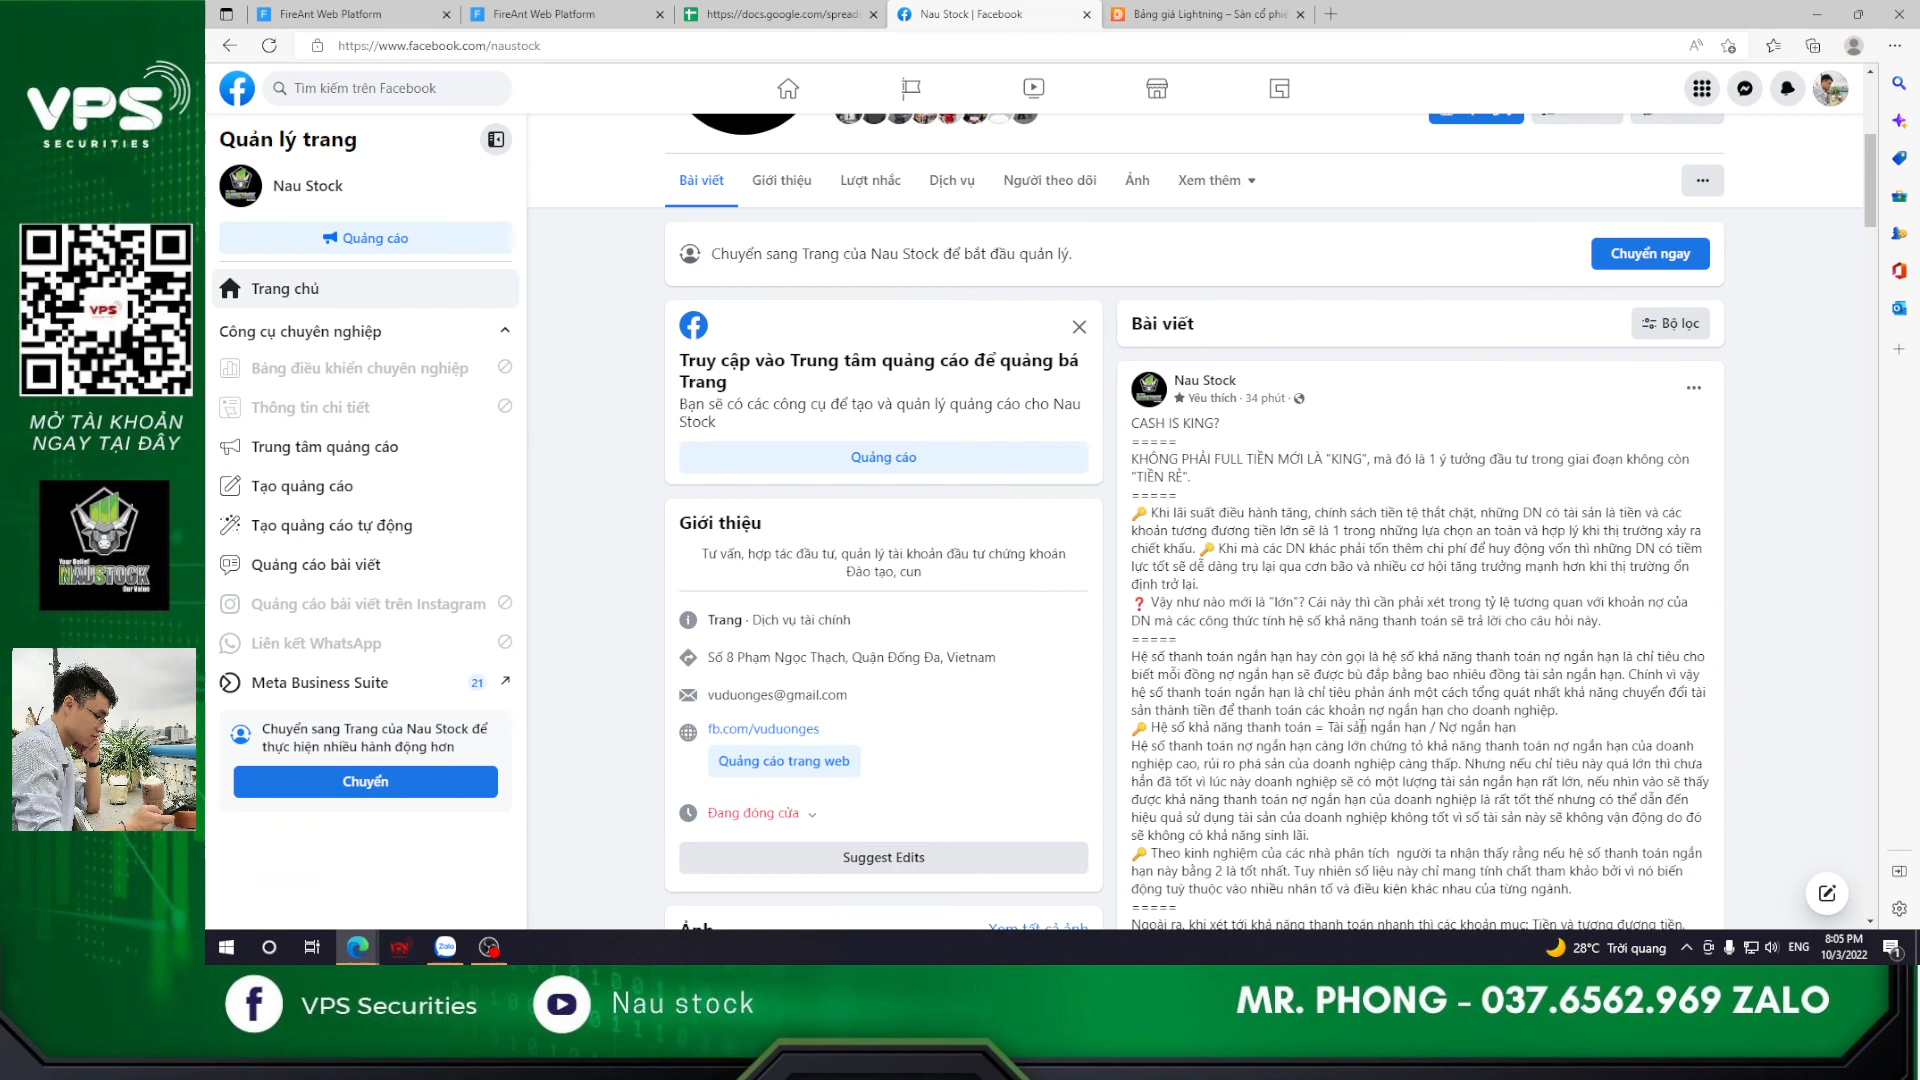 FireAnt Web Platform
FireAnt Web Platform
https://docs.google.com/spread
Nau Stock | Facebook
Bảng giá Lightning – Sàn cổ phiế
https://www.facebook.com/naustock
VPS
SECURITIES
VPS
MỞ TÀI KHOẢN
NGAY TẠI ĐÂY
Your Belief
NAUSTOCK
Our Value
Tìm kiếm trên Facebook
Quản lý trang
Nau Stock
Quảng cáo
Trang chủ
Công cụ chuyên nghiệp
Bảng điều khiển chuyên nghiệp
Thông tin chi tiết
Trung tâm quảng cáo
Tạo quảng cáo
Tạo quảng cáo tự động
Quảng cáo bài viết
Quảng cáo bài viết trên Instagram
Liên kết WhatsApp
Meta Business Suite 21
Chuyển sang Trang của Nau Stock để
thực hiện nhiều hành động hơn
Chuyển
Bài viết Giới thiệu Lượt nhắc Dịch vụ Người theo dõi Ảnh Xem thêm
Chuyển sang Trang của Nau Stock để bắt đầu quản lý.
Chuyển ngay
Truy cập vào Trung tâm quảng cáo để quảng bá
Trang
Bạn sẽ có các công cụ để tạo và quản lý quảng cáo cho Nau
Stock
Quảng cáo
Giới thiệu
Tư vấn, hợp tác đầu tư, quản lý tài khoản đầu tư chứng khoán
Đào tạo, cun
Trang · Dịch vụ tài chính
Số 8 Phạm Ngọc Thạch, Quận Đống Đa, Vietnam
vuduonges@gmail.com
fb.com/vuduonges
Quảng cáo trang web
Đang đóng cửa
Suggest Edits
Ảnh
Xem tất cả ảnh
Bài viết
Bộ lọc
Nau Stock
Yêu thích · 34 phút ·
CASH IS KING?
=====
KHÔNG PHẢI FULL TIỀN MỚI LÀ "KING", mà đó là 1 ý tưởng đầu tư trong giai đoạn không còn
"TIỀN RẺ".
=====
🔑 Khi lãi suất điều hành tăng, chính sách tiền tệ thắt chặt, những DN có tài sản là tiền và các
khoản tương đương tiền lớn sẽ là 1 trong những lựa chọn an toàn và hợp lý khi thị trường xảy ra
chiết khấu. 🔑 Khi mà các DN khác phải tốn thêm chi phí để huy động vốn thì những DN có tiềm
lực tốt sẽ dễ dàng trụ lại qua cơn bão và nhiều cơ hội tăng trưởng mạnh hơn khi thị trường ổn
định trở lại.
❓ Vậy như nào mới là "lớn"? Cái này thì cần phải xét trong tỷ lệ tương quan với khoản nợ của
DN mà các công thức tính hệ số khả năng thanh toán sẽ trả lời cho câu hỏi này.
=====
Hệ số thanh toán ngắn hạn hay còn gọi là hệ số khả năng thanh toán nợ ngắn hạn là chỉ tiêu cho
biết mỗi đồng nợ ngắn hạn sẽ được bù đắp bằng bao nhiêu đồng tài sản ngắn hạn. Chính vì vậy
hệ số thanh toán ngắn hạn là chỉ tiêu phản ánh một cách tổng quát nhất khả năng chuyển đổi tài
sản thành tiền để thanh toán các khoản nợ ngắn hạn cho doanh nghiệp.
🔑 Hệ số khả năng thanh toán = Tài sản ngắn hạn / Nợ ngắn hạn
Hệ số thanh toán nợ ngắn hạn càng lớn chứng tỏ khả năng thanh toán nợ ngắn hạn của doanh
nghiệp cao, rủi ro phá sản của doanh nghiệp càng thấp. Nhưng nếu chỉ tiêu này quá lớn thì chưa
hẳn đã tốt vì lúc này doanh nghiệp sẽ có một lượng tài sản ngắn hạn rất lớn, nếu nhìn vào sẽ thấy
được khả năng thanh toán nợ ngắn hạn của doanh nghiệp là rất tốt thế nhưng có thể dẫn đến
hiệu quả sử dụng tài sản của doanh nghiệp không tốt vì số tài sản này sẽ không vận động do đó
sẽ không có khả năng sinh lãi.
🔑 Theo kinh nghiệm của các nhà phân tích người ta nhận thấy rằng nếu hệ số thanh toán ngắn
hạn này bằng 2 là tốt nhất. Tuy nhiên số liệu này chỉ mang tính chất tham khảo bởi vì nó biến
động tuỳ thuộc vào nhiều nhân tố và điều kiện khác nhau của từng ngành.
=====
Ngoài ra, khi xét tới khả năng thanh toán nhanh thì các khoản mục: Tiền và tương đương tiền,
VPS
Zalo
28°C Trời quang
ENG
8:05 PM
10/3/2022
1
VPS Securities
Nau stock
MR. PHONG - 037.6562.969 ZALO